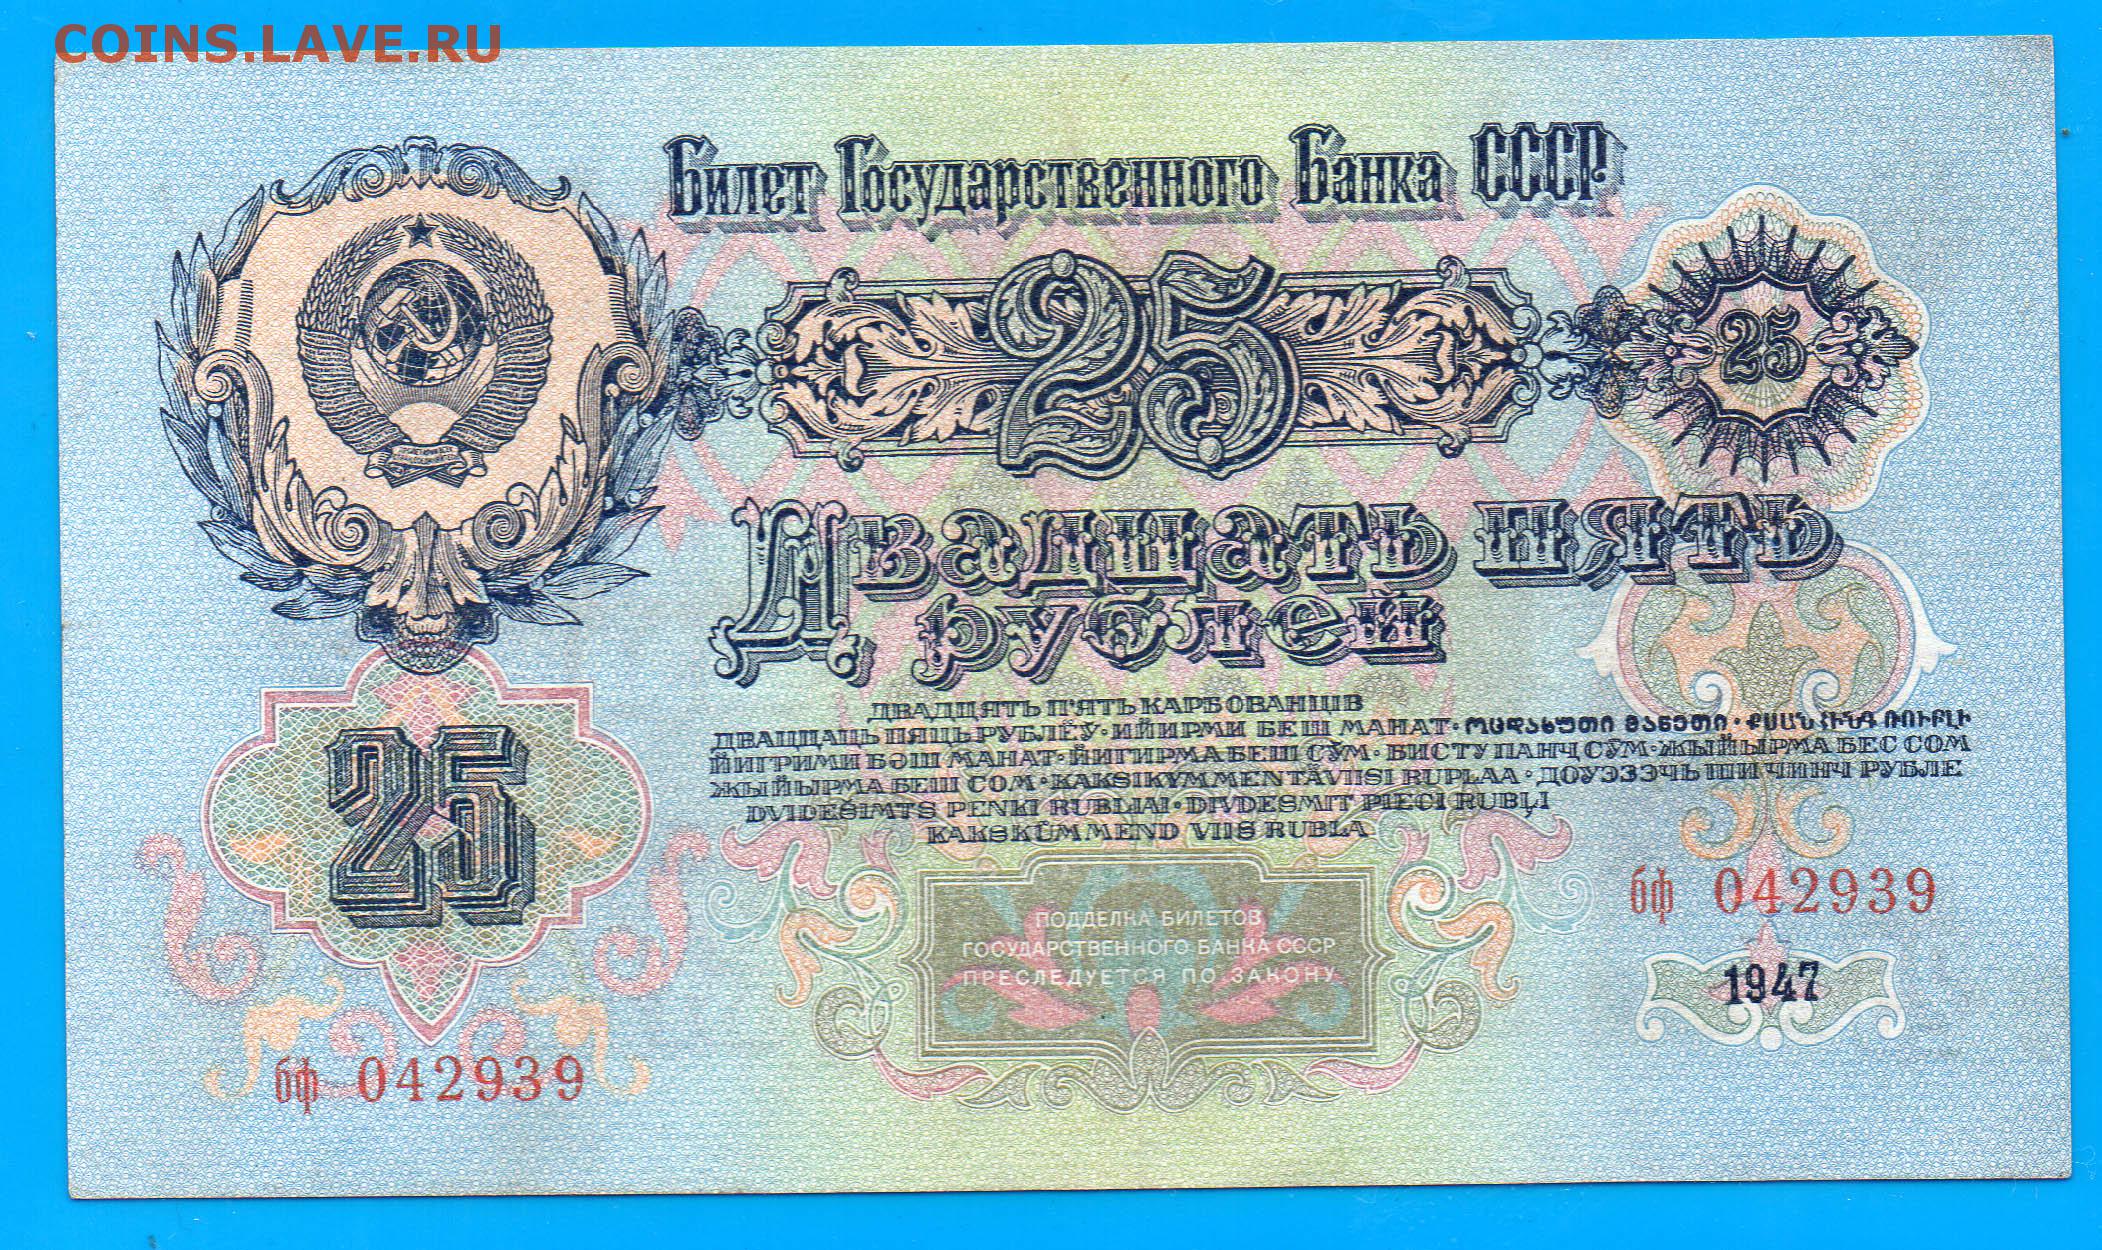 COINS.LAVE.RU
Билет Государственного Банка СССР
25
25
Двадцать пять
рублей
ДВАДЦЯТЬ П'ЯТЬ КАРБОВАНЦІВ
ДВАЦЦАЦЬ ПЯЦЬ РУБЛЁЎ · ИЙИРМИ БЕШ МАНАТ · ოცდახუთი მანეთი · ՔՍԱՆ ՀԻՆԳ ՌՈՒԲԼԻ
ЙИГРИМИ БӘШ МАНАТ · ЙИГИРМА БЕШ СЎМ · БИСТУ ПАНҶ СӮМ · ЖЫЙЫРМА БЕС СОМ
ЖЫЙЫРМА БЕШ СОМ · KAKSIKYMMENTÄVIISI RUPLAA · ДОУЭЗЭЧЬ ШИ ЧИНЧ РУБЛЕ
DVIDEŠIMTS PENKI RUBLIAI · DIVDESMIT PIECI RUBĻI
KAKSKÜMMEND VIIS RUBLA
25
ПОДДЕЛКА БИЛЕТОВ
ГОСУДАРСТВЕННОГО БАНКА СССР
ПРЕСЛЕДУЕТСЯ ПО ЗАКОНУ
бф 042939
1947
бф 042939